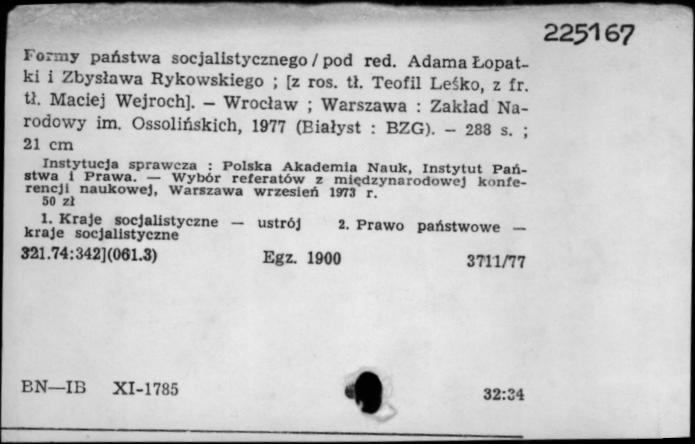 225167
Formy państwa socjalistycznego / pod red. Adama Łopat-
ki i Zbysława Rykowskiego ; [z ros. tł. Teofil Leśko, z fr.
tł. Maciej Wejroch]. — Wrocław ; Warszawa : Zakład Na-
rodowy im. Ossolińskich, 1977 (Białyst : BZG). — 288 s. ;
21 cm
Instytucja sprawcza : Polska Akademia Nauk, Instytut Pań-
stwa i Prawa. — Wybór referatów z międzynarodowej konfe-
rencji naukowej, Warszawa wrzesień 1973 r.
50 zł
1. Kraje socjalistyczne — ustrój 2. Prawo państwowe —
kraje socjalistyczne
321.74:342](061.3) Egz. 1900 3711/77
BN—IB XI-1785 32:34